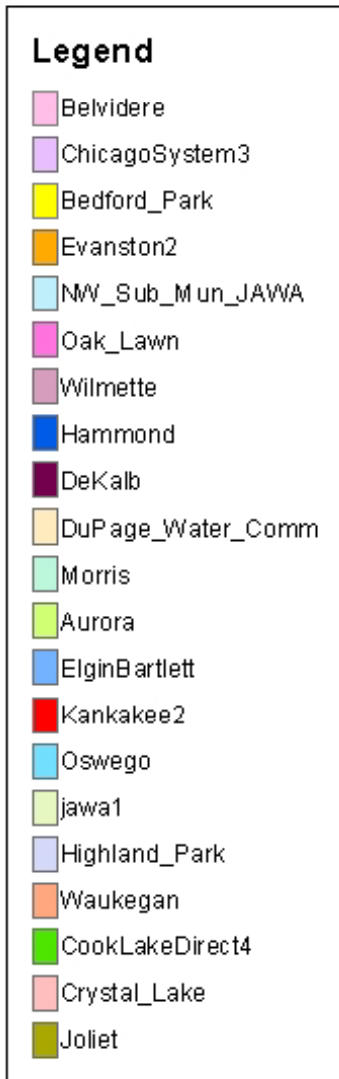 Legend
Belvidere
ChicagoSystem3
Bedford_Park
Evanston2
NW_Sub_Mun_JAWA
Oak_Lawn
Wilmette
Hammond
DeKalb
DuPage_Water_Comm
Morris
Aurora
ElginBartlett
Kankakee2
Oswego
jawa1
Highland_Park
Waukegan
CookLakeDirect4
Crystal_Lake
Joliet